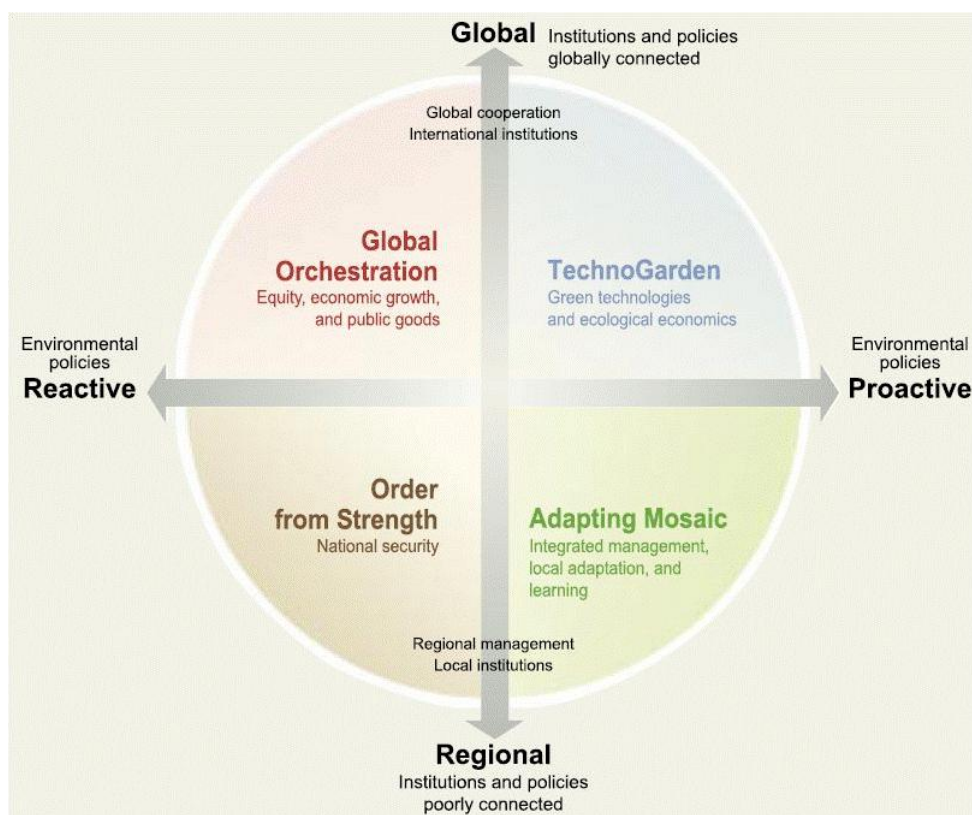 Global
Institutions and policies
globally connected
Global cooperation
International institutions
Global
Orchestration
Equity, economic growth,
and public goods
TechnoGarden
Green technologies
and ecological economics
Environmental
policies
Reactive
Environmental
policies
Proactive
Order
from Strength
National security
Adapting Mosaic
Integrated management,
local adaptation, and
learning
Regional management
Local institutions
Regional
Institutions and policies
poorly connected